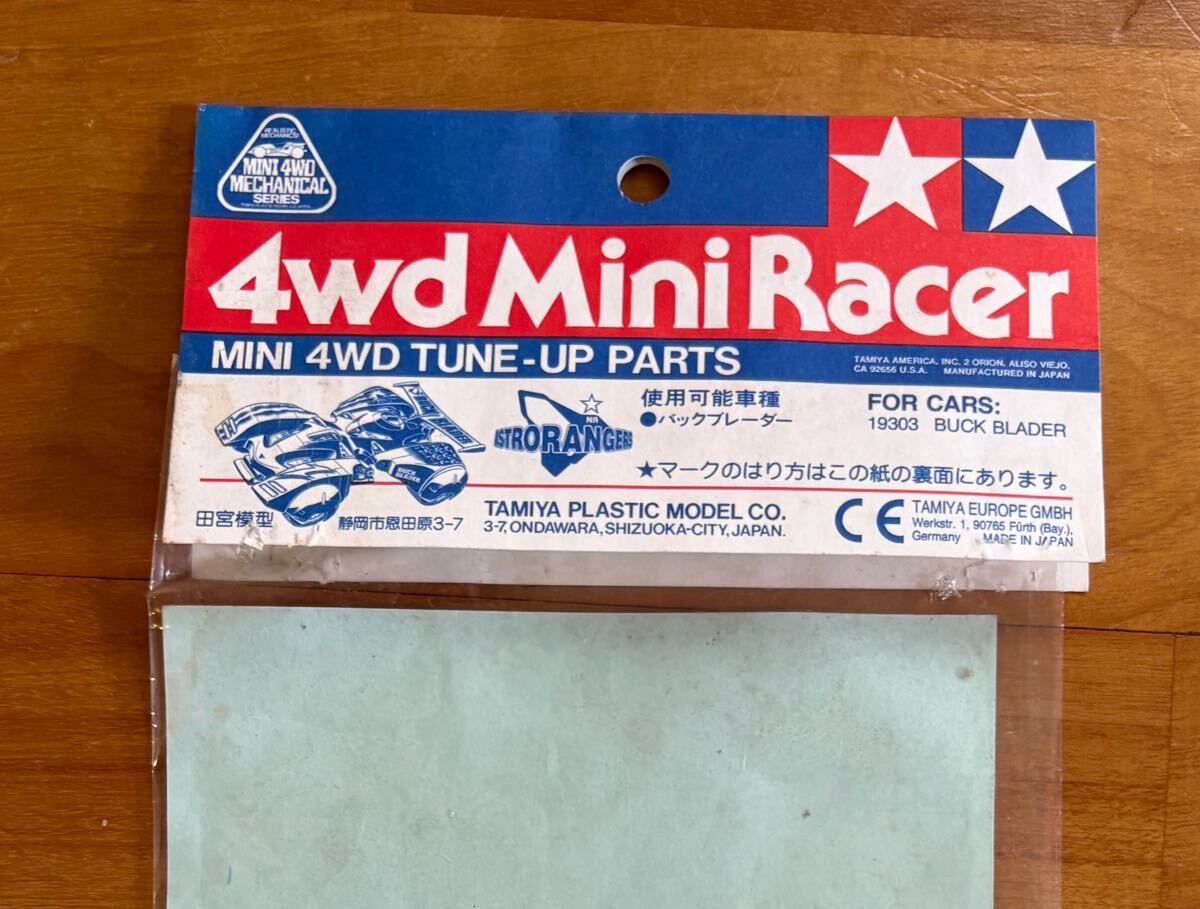 REALISTIC
MECHANICS!!
MINI 4WD
MECHANICAL
SERIES
4wd Mini Racer
MINI 4WD TUNE-UP PARTS
TAMIYA AMERICA, INC. 2 ORION, ALISO VIEJO,
CA 92656 U.S.A. MANUFACTURED IN JAPAN
BUCK
BLADER
NR
ASTRORANGERS
使用可能車種
●バックブレーダー
FOR CARS:
19303 BUCK BLADER
★マークのはり方はこの紙の裏面にあります。
田宮模型
静岡市恩田原3-7
TAMIYA PLASTIC MODEL CO.
3-7, ONDAWARA, SHIZUOKA-CITY, JAPAN.
CE
TAMIYA EUROPE GMBH
Werkstr. 1, 90765 Fürth (Bay.),
Germany MADE IN JAPAN